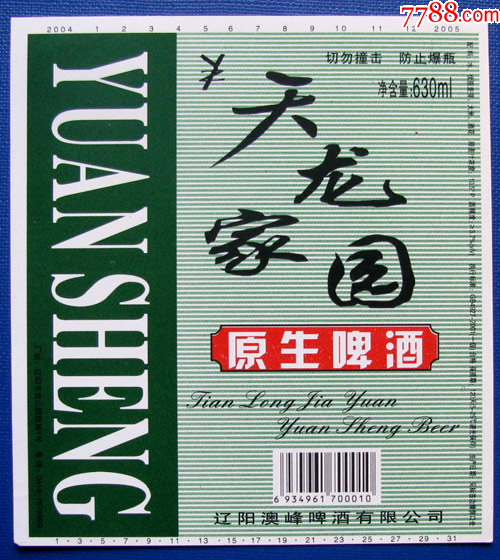 7788.com
2004 1 2 3 4 5 6 7 8 9 10 11 12 2005
YUAN SHENG
切勿撞击 防止爆瓶
净含量:630ml
天龙家园
原生啤酒
Tian Long Jia Yuan
Yuan Sheng Beer
6 934961 700010
辽阳澳峰啤酒有限公司
1 3 5 7 9 11 13 15 17 19 21 23 25 27 29 31